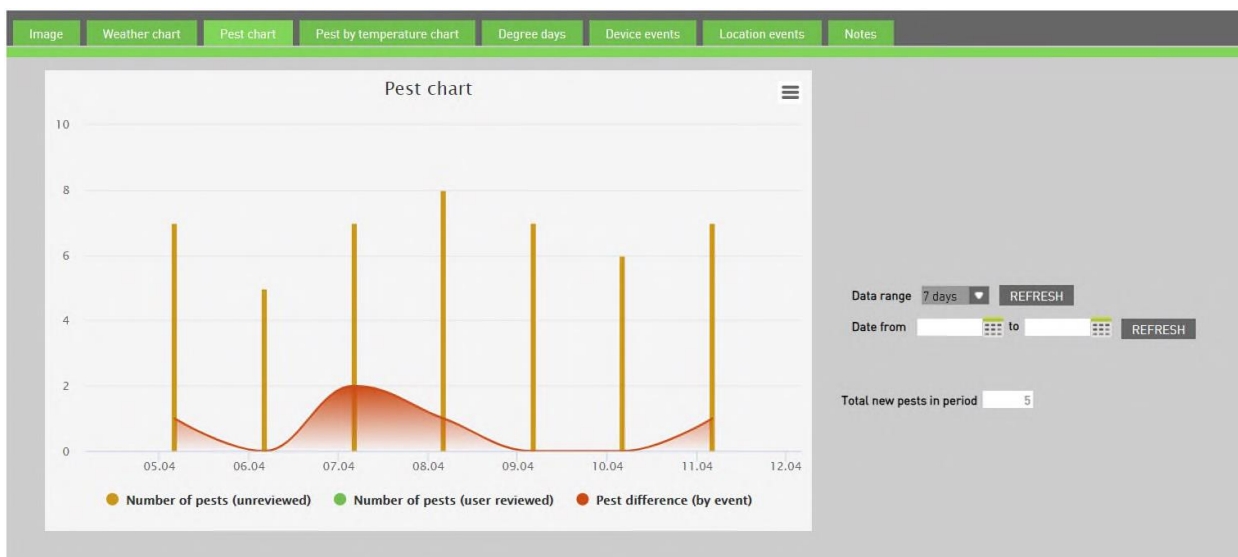 Image Weather chart Pest chart Pest by temperature chart Degree days Device events Location events Notes
Pest chart
10
8
6
4
2
0
05.04 06.04 07.04 08.04 09.04 10.04 11.04 12.04
Number of pests (unreviewed) Number of pests (user reviewed) Pest difference (by event)
Data range 7 days REFRESH
Date from to REFRESH
Total new pests in period 5